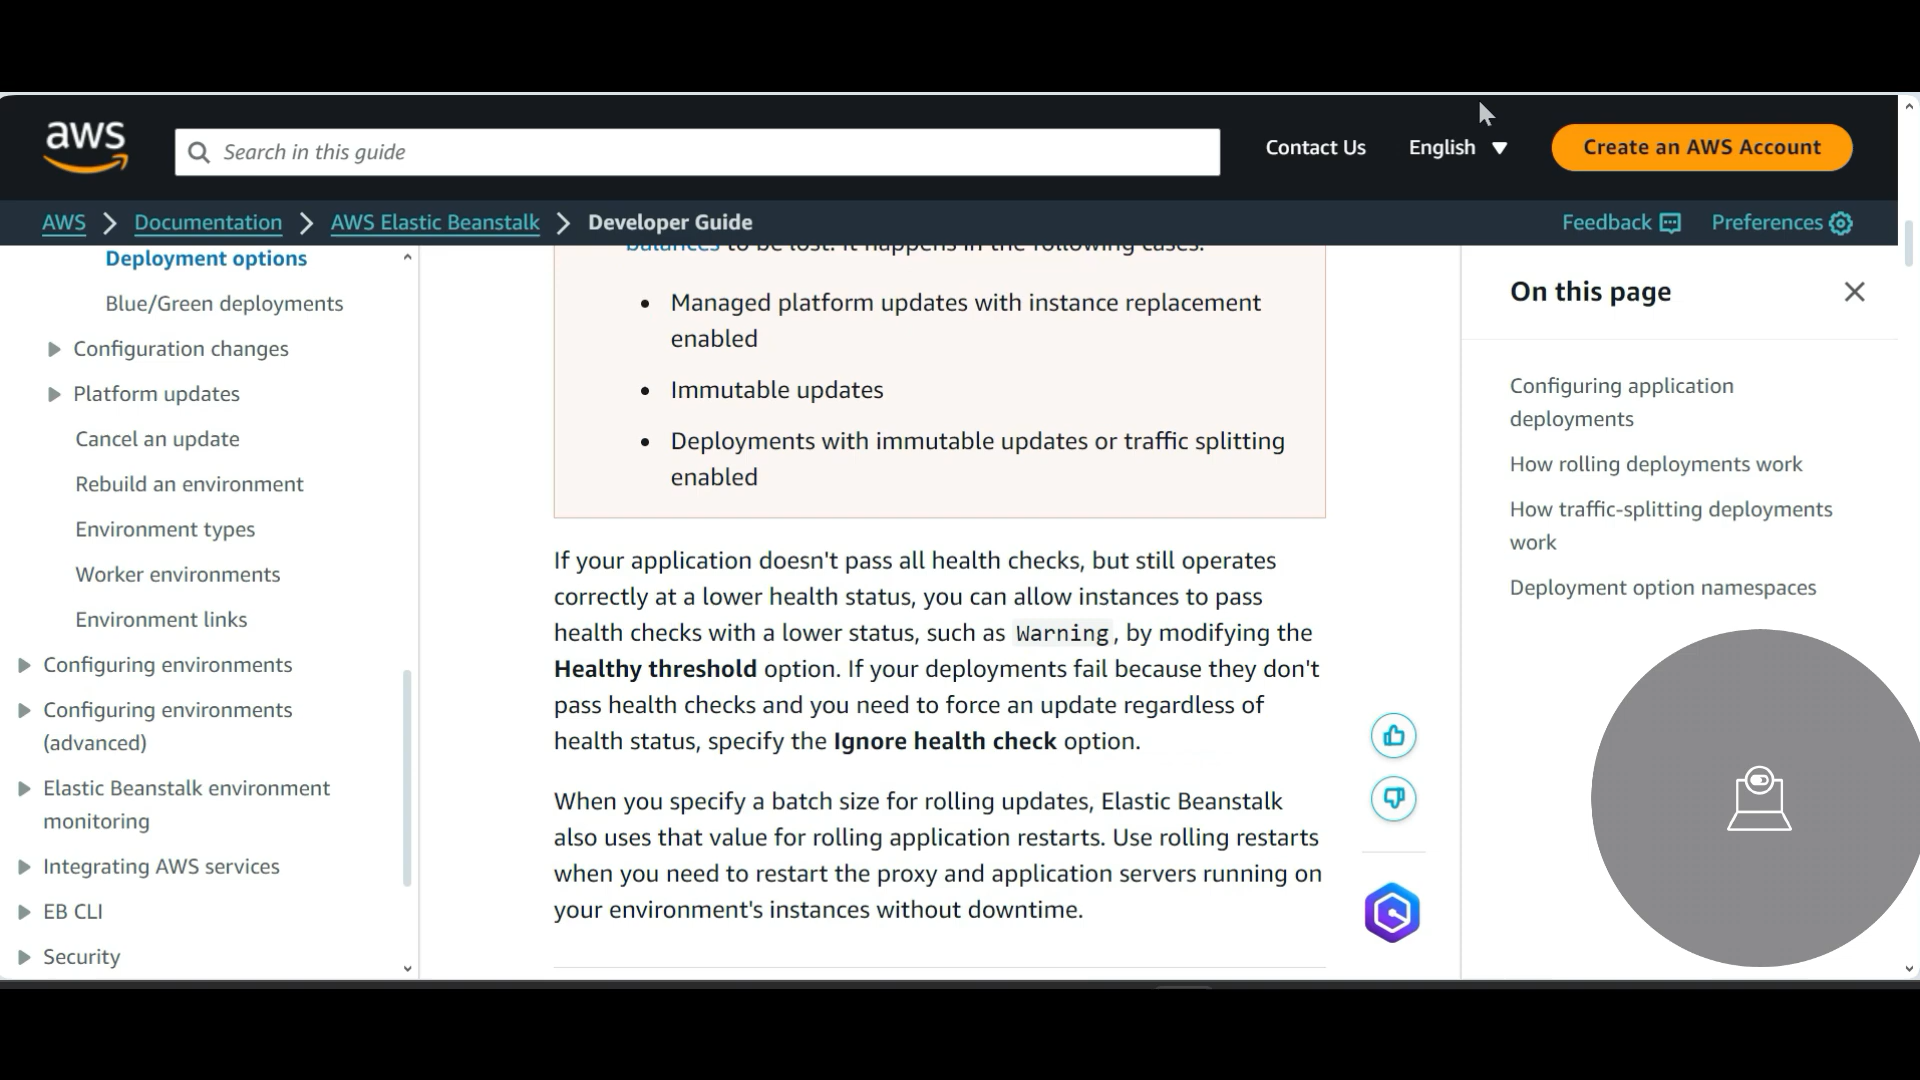 aws
Search in this guide
Contact Us
English
Create an AWS Account
AWS
Documentation
AWS Elastic Beanstalk
Developer Guide
Feedback
Preferences
Deployment options
Blue/Green deployments
Configuration changes
Platform updates
Cancel an update
Rebuild an environment
Environment types
Worker environments
Environment links
Configuring environments
Configuring environments
(advanced)
Elastic Beanstalk environment
monitoring
Integrating AWS services
EB CLI
Security
balances to be lost. It happens in the following cases:
Managed platform updates with instance replacement
enabled
Immutable updates
Deployments with immutable updates or traffic splitting
enabled
If your application doesn't pass all health checks, but still operates
correctly at a lower health status, you can allow instances to pass
health checks with a lower status, such as Warning, by modifying the
Healthy threshold option. If your deployments fail because they don't
pass health checks and you need to force an update regardless of
health status, specify the Ignore health check option.
When you specify a batch size for rolling updates, Elastic Beanstalk
also uses that value for rolling application restarts. Use rolling restarts
when you need to restart the proxy and application servers running on
your environment's instances without downtime.
On this page
Configuring application
deployments
How rolling deployments work
How traffic-splitting deployments
work
Deployment option namespaces